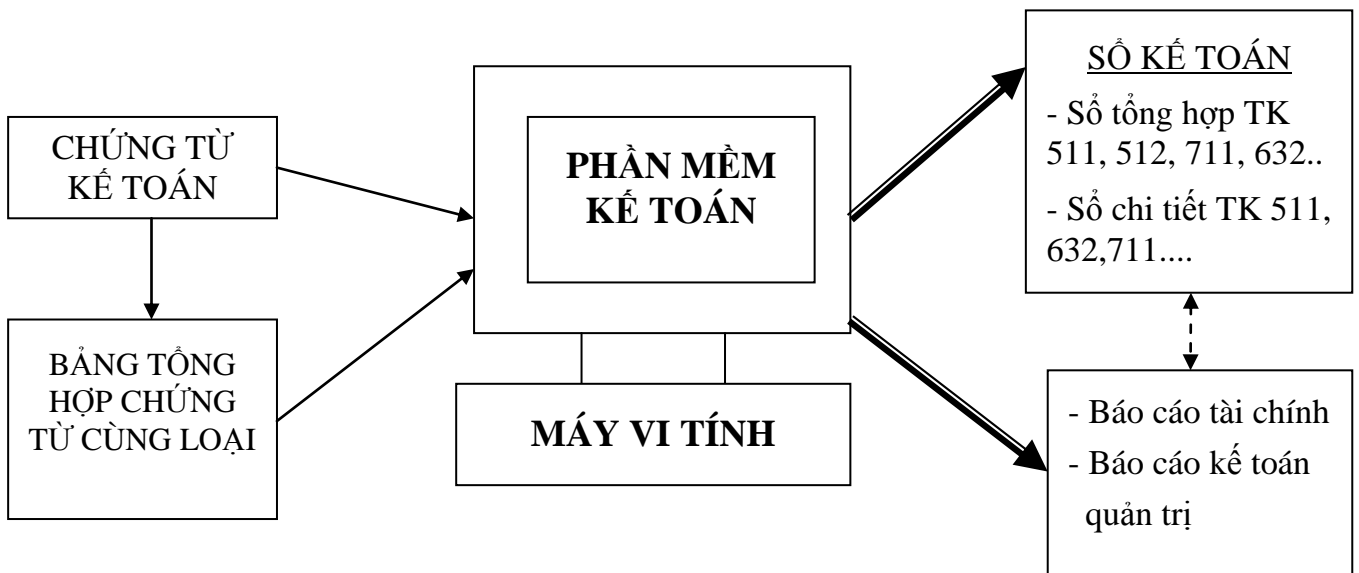 CHỨNG TỪ
KẾ TOÁN
BẢNG TỔNG
HỢP CHỨNG
TỪ CÙNG LOẠI
PHẦN MỀM
KẾ TOÁN
MÁY VI TÍNH
SỔ KẾ TOÁN
- Sổ tổng hợp TK
511, 512, 711, 632..
- Sổ chi tiết TK 511,
632,711....
- Báo cáo tài chính
- Báo cáo kế toán
quản trị